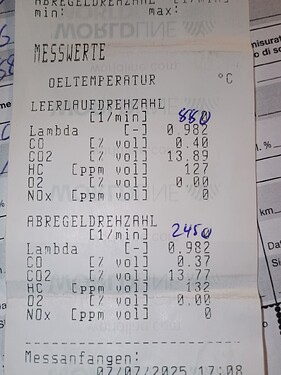 ABREGELDREHZAHL [1/min]
min: max:
MESSWERTE
OELTEMPERATUR °C
LEERLAUFDREHZAHL
[1/min] 880
Lambda [-] 0.982
CO [% vol] 0.40
CO2 [% vol] 13.89
HC [ppm vol] 127
O2 [% vol] 0.00
NOx [ppm vol] 0
ABREGELDREHZAHL
[1/min] 2450
Lambda [-] 0.982
CO [% vol] 0.37
CO2 [% vol] 13.77
HC [ppm vol] 132
O2 [% vol] 0.00
NOx [ppm vol] 0
Messanfangen:
07/07/2025 17:08